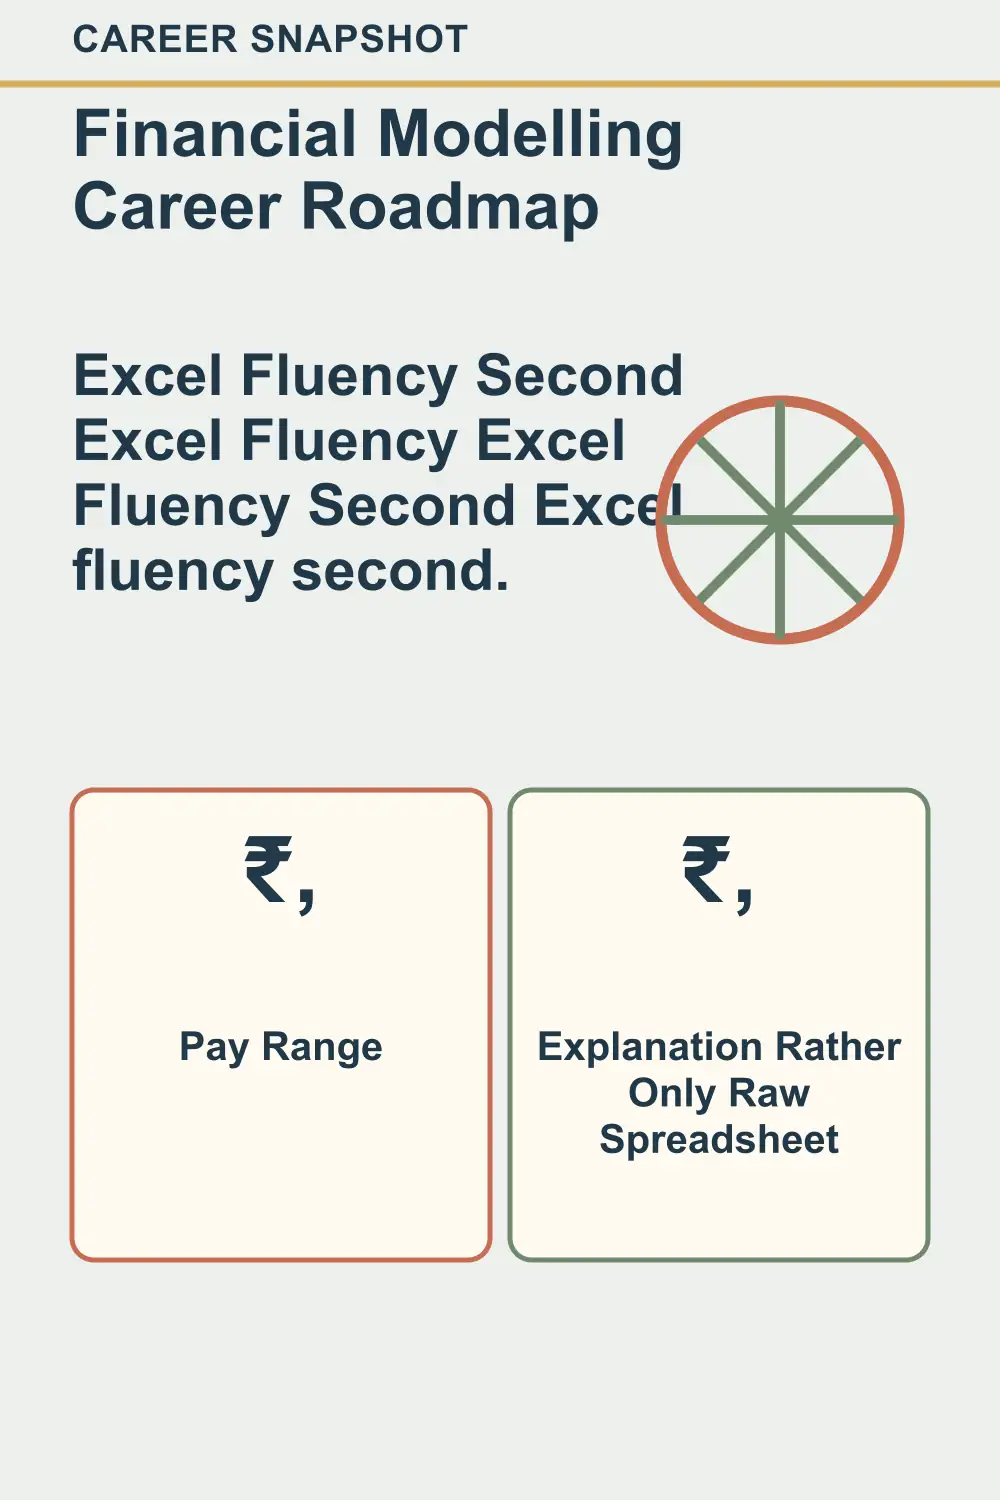 CAREER SNAPSHOT
Financial Modelling
Career Roadmap
Excel Fluency Second
Excel Fluency Excel
Fluency Second Excel
fluency second.
₹,
Pay Range
₹,
Explanation Rather
Only Raw
Spreadsheet